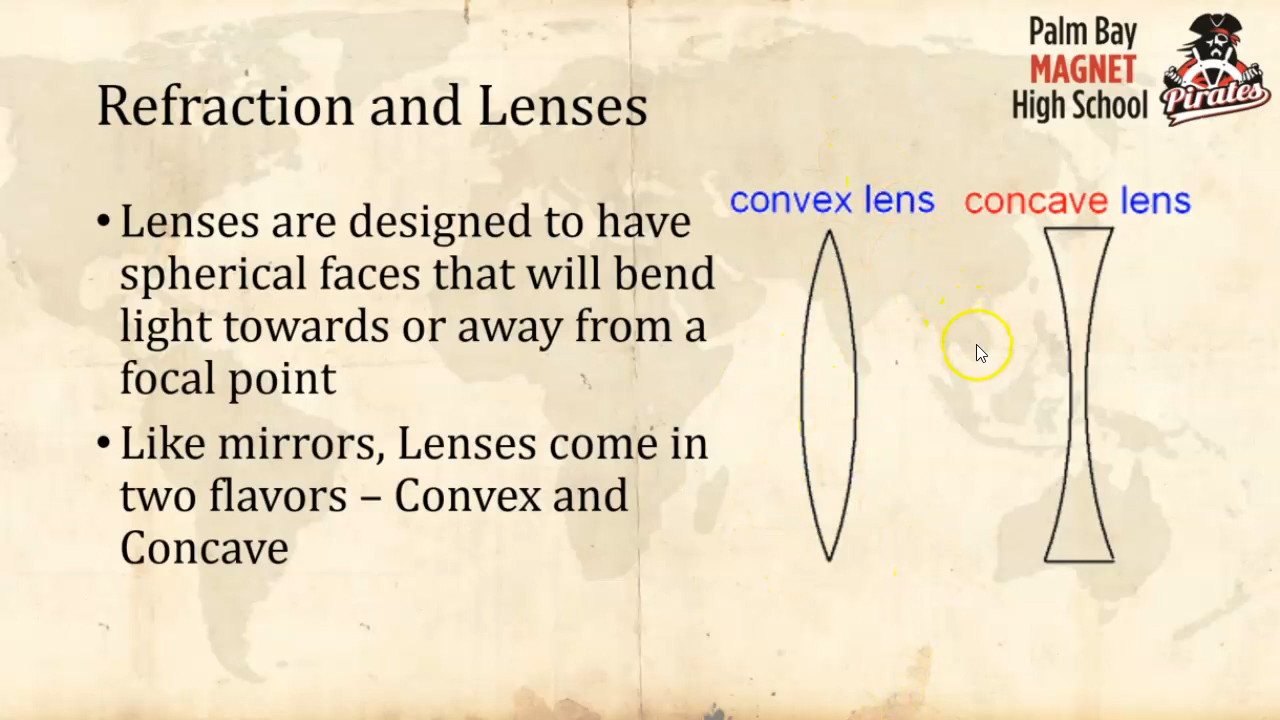 Palm Bay
MAGNET
High School
Pirates
Refraction and Lenses
• Lenses are designed to have
spherical faces that will bend
light towards or away from a
focal point
• Like mirrors, Lenses come in
two flavors – Convex and
Concave
convex lens
concave lens